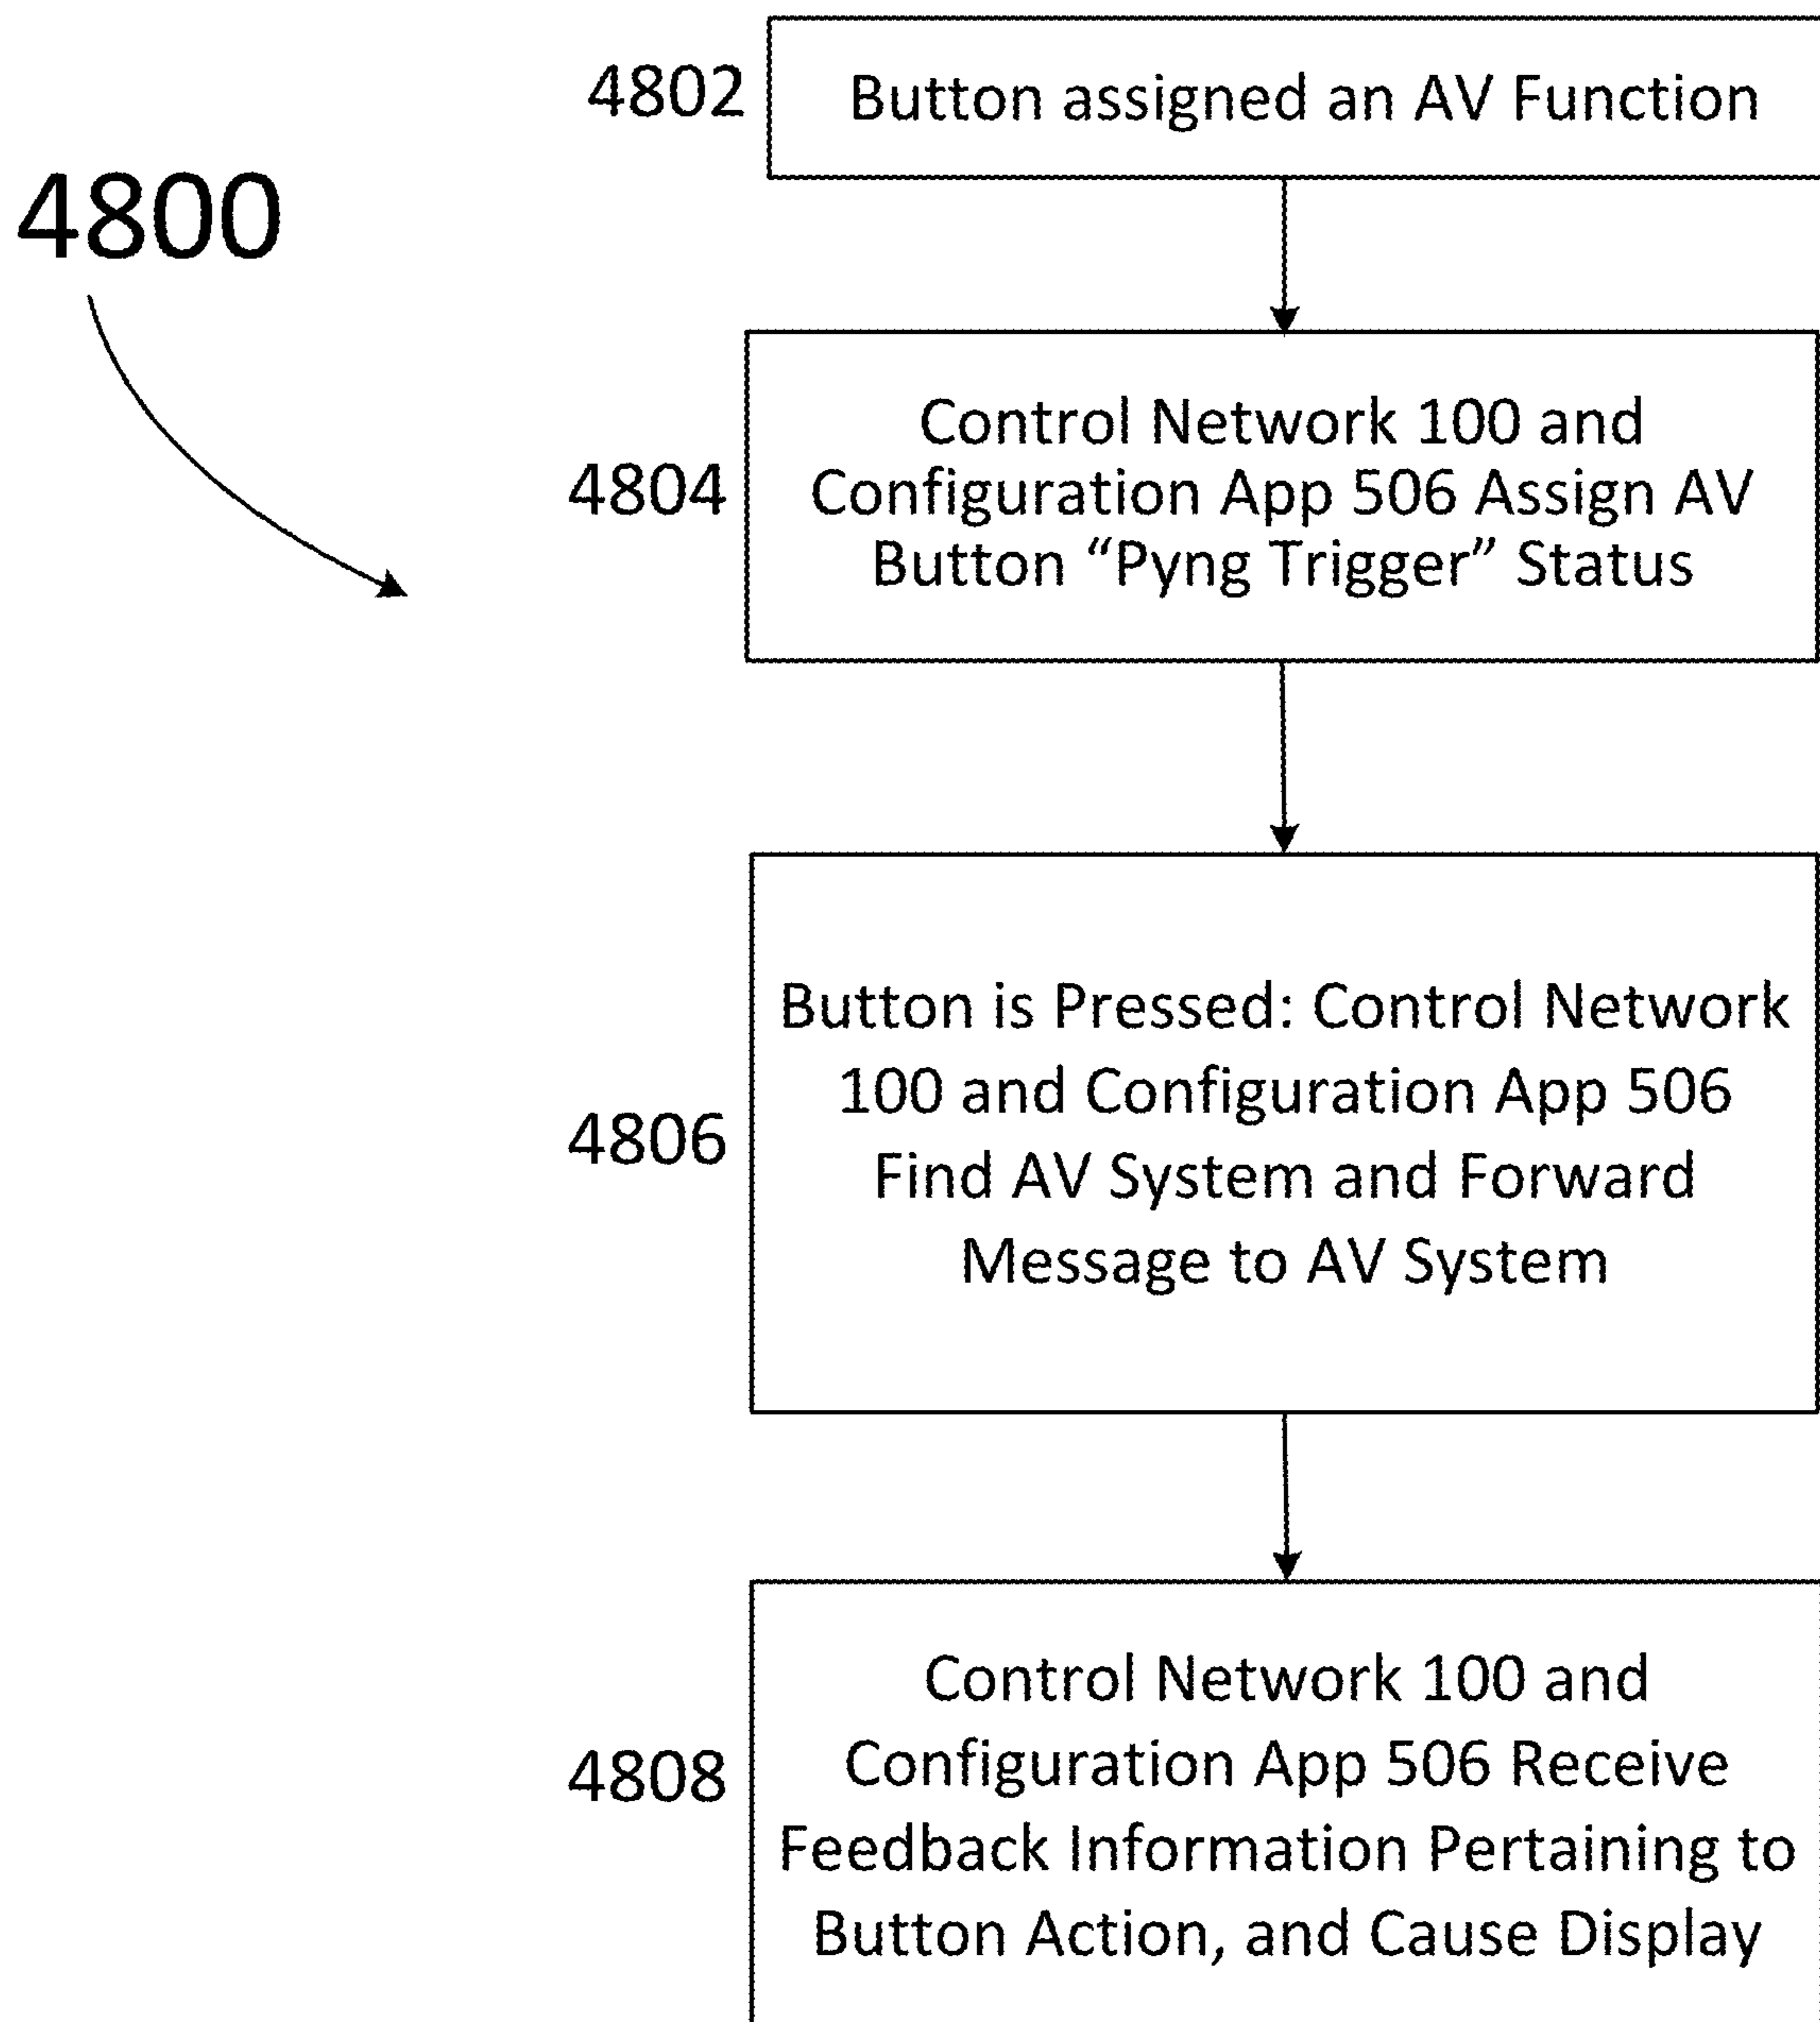 4800
4802
Button assigned an AV Function
4804
Control Network 100 and
Configuration App 506 Assign AV
Button “Pyng Trigger” Status
4806
Button is Pressed: Control Network
100 and Configuration App 506
Find AV System and Forward
Message to AV System
4808
Control Network 100 and
Configuration App 506 Receive
Feedback Information Pertaining to
Button Action, and Cause Display